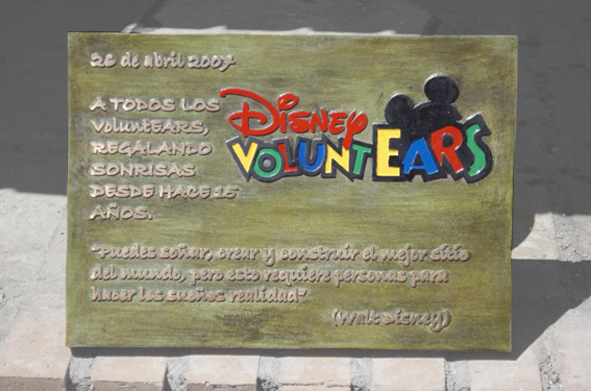 26 de abril 2007
A TODOS LOS
VoluntEARS,
REGALANDO
SONRISAS
DESDE HACE 15
AÑOS.
DISNEY
VOLUNTEARS
"Puedes soñar, crear y construir el mejor sitio
del mundo, pero esto requiere personas para
hacer los sueños realidad"
(Walt Disney)